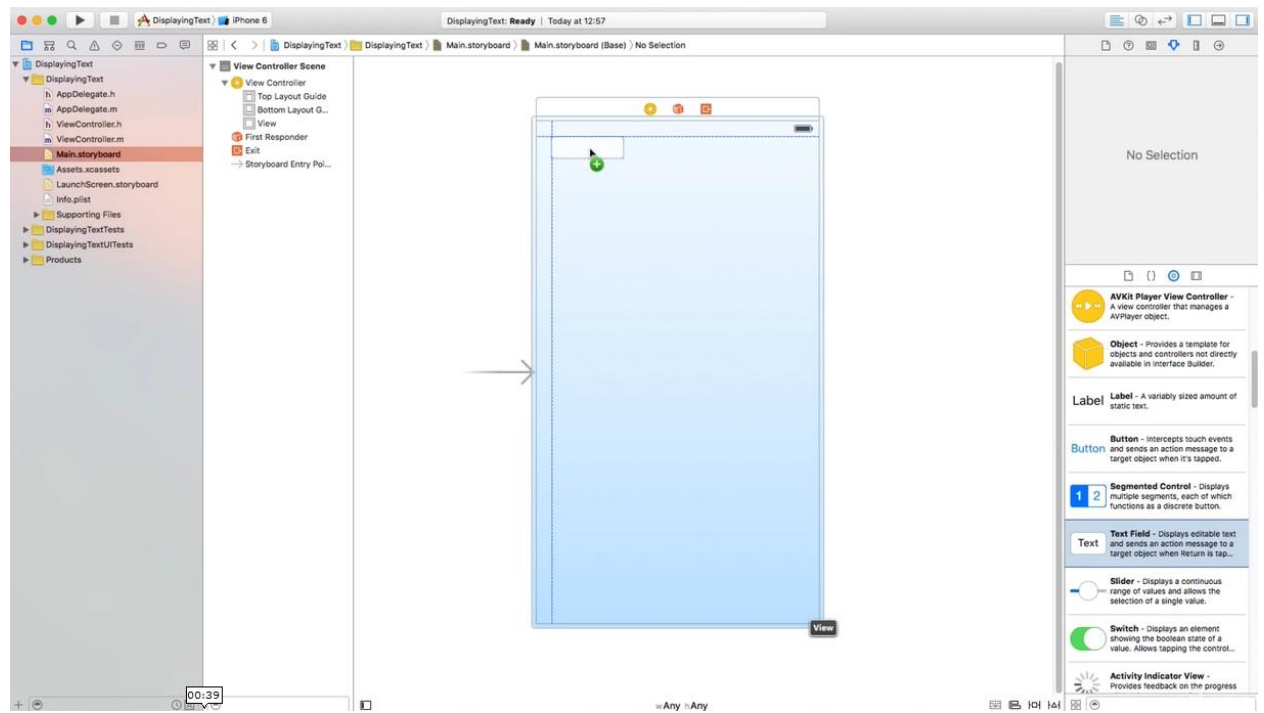 DisplayingText
iPhone 6
DisplayingText: Ready | Today at 12:57
DisplayingText
DisplayingText
Main.storyboard
Main.storyboard (Base)
No Selection
DisplayingText
DisplayingText
h AppDelegate.h
m AppDelegate.m
h ViewController.h
m ViewController.m
Main.storyboard
Assets.xcassets
LaunchScreen.storyboard
Info.plist
Supporting Files
DisplayingTextTests
DisplayingTextUITests
Products
View Controller Scene
View Controller
Top Layout Guide
Bottom Layout G...
View
First Responder
Exit
Storyboard Entry Poi...
View
wAny hAny
00:39
No Selection
AVKit Player View Controller -
A view controller that manages a
AVPlayer object.
Object - Provides a template for
objects and controllers not directly
available in Interface Builder.
Label
Label - A variably sized amount of
static text.
Button
Button - Intercepts touch events
and sends an action message to a
target object when it's tapped.
1 2
Segmented Control - Displays
multiple segments, each of which
functions as a discrete button.
Text
Text Field - Displays editable text
and sends an action message to a
target object when Return is tap...
Slider - Displays a continuous
range of values and allows the
selection of a single value.
Switch - Displays an element
showing the boolean state of a
value. Allows tapping the control...
Activity Indicator View -
Provides feedback on the progress